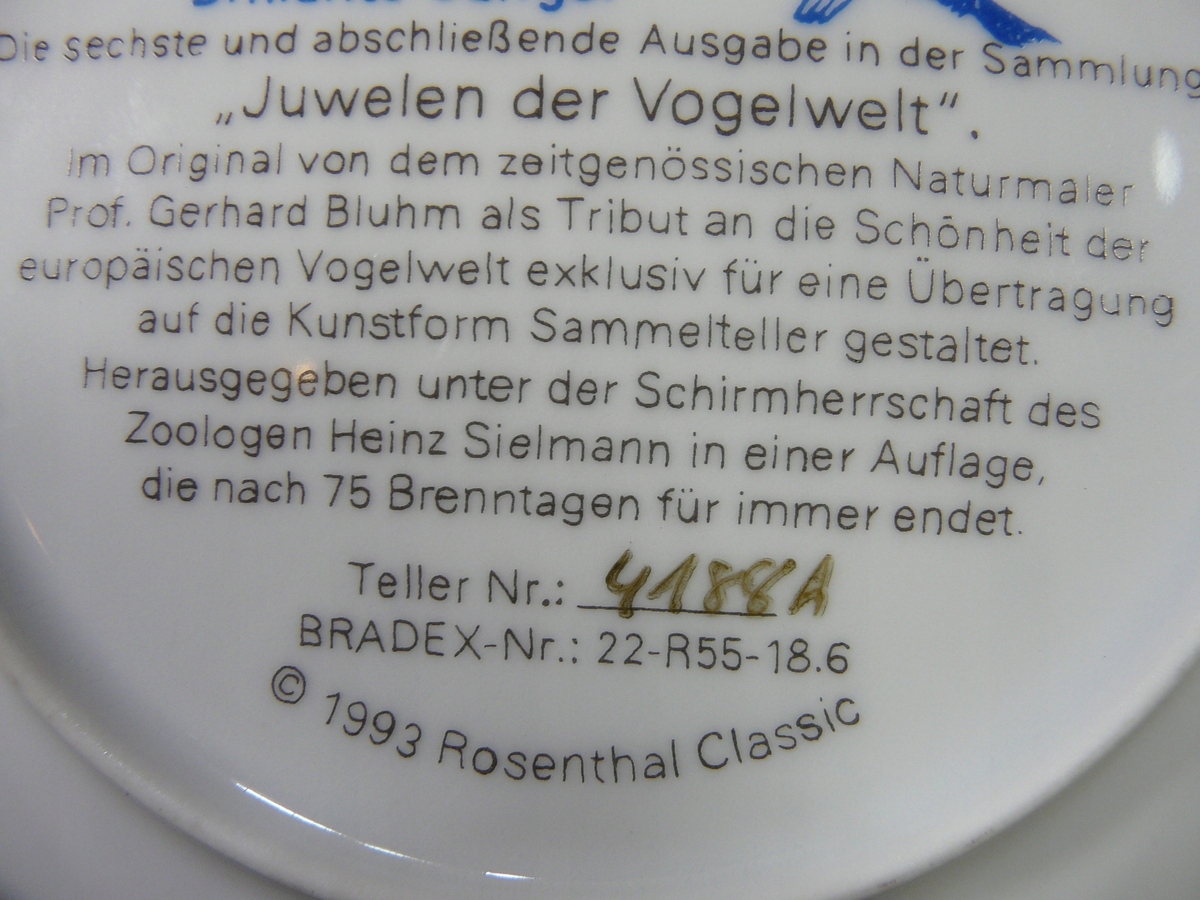 Die sechste und abschließende Ausgabe in der Sammlung
„Juwelen der Vogelwelt“.
Im Original von dem zeitgenössischen Naturmaler
Prof. Gerhard Bluhm als Tribut an die Schönheit der
europäischen Vogelwelt exklusiv für eine Übertragung
auf die Kunstform Sammelteller gestaltet.
Herausgegeben unter der Schirmherrschaft des
Zoologen Heinz Sielmann in einer Auflage,
die nach 75 Brenntagen für immer endet.
Teller Nr.: 4188A
BRADEX-Nr.: 22-R55-18.6
© 1993 Rosenthal Classic